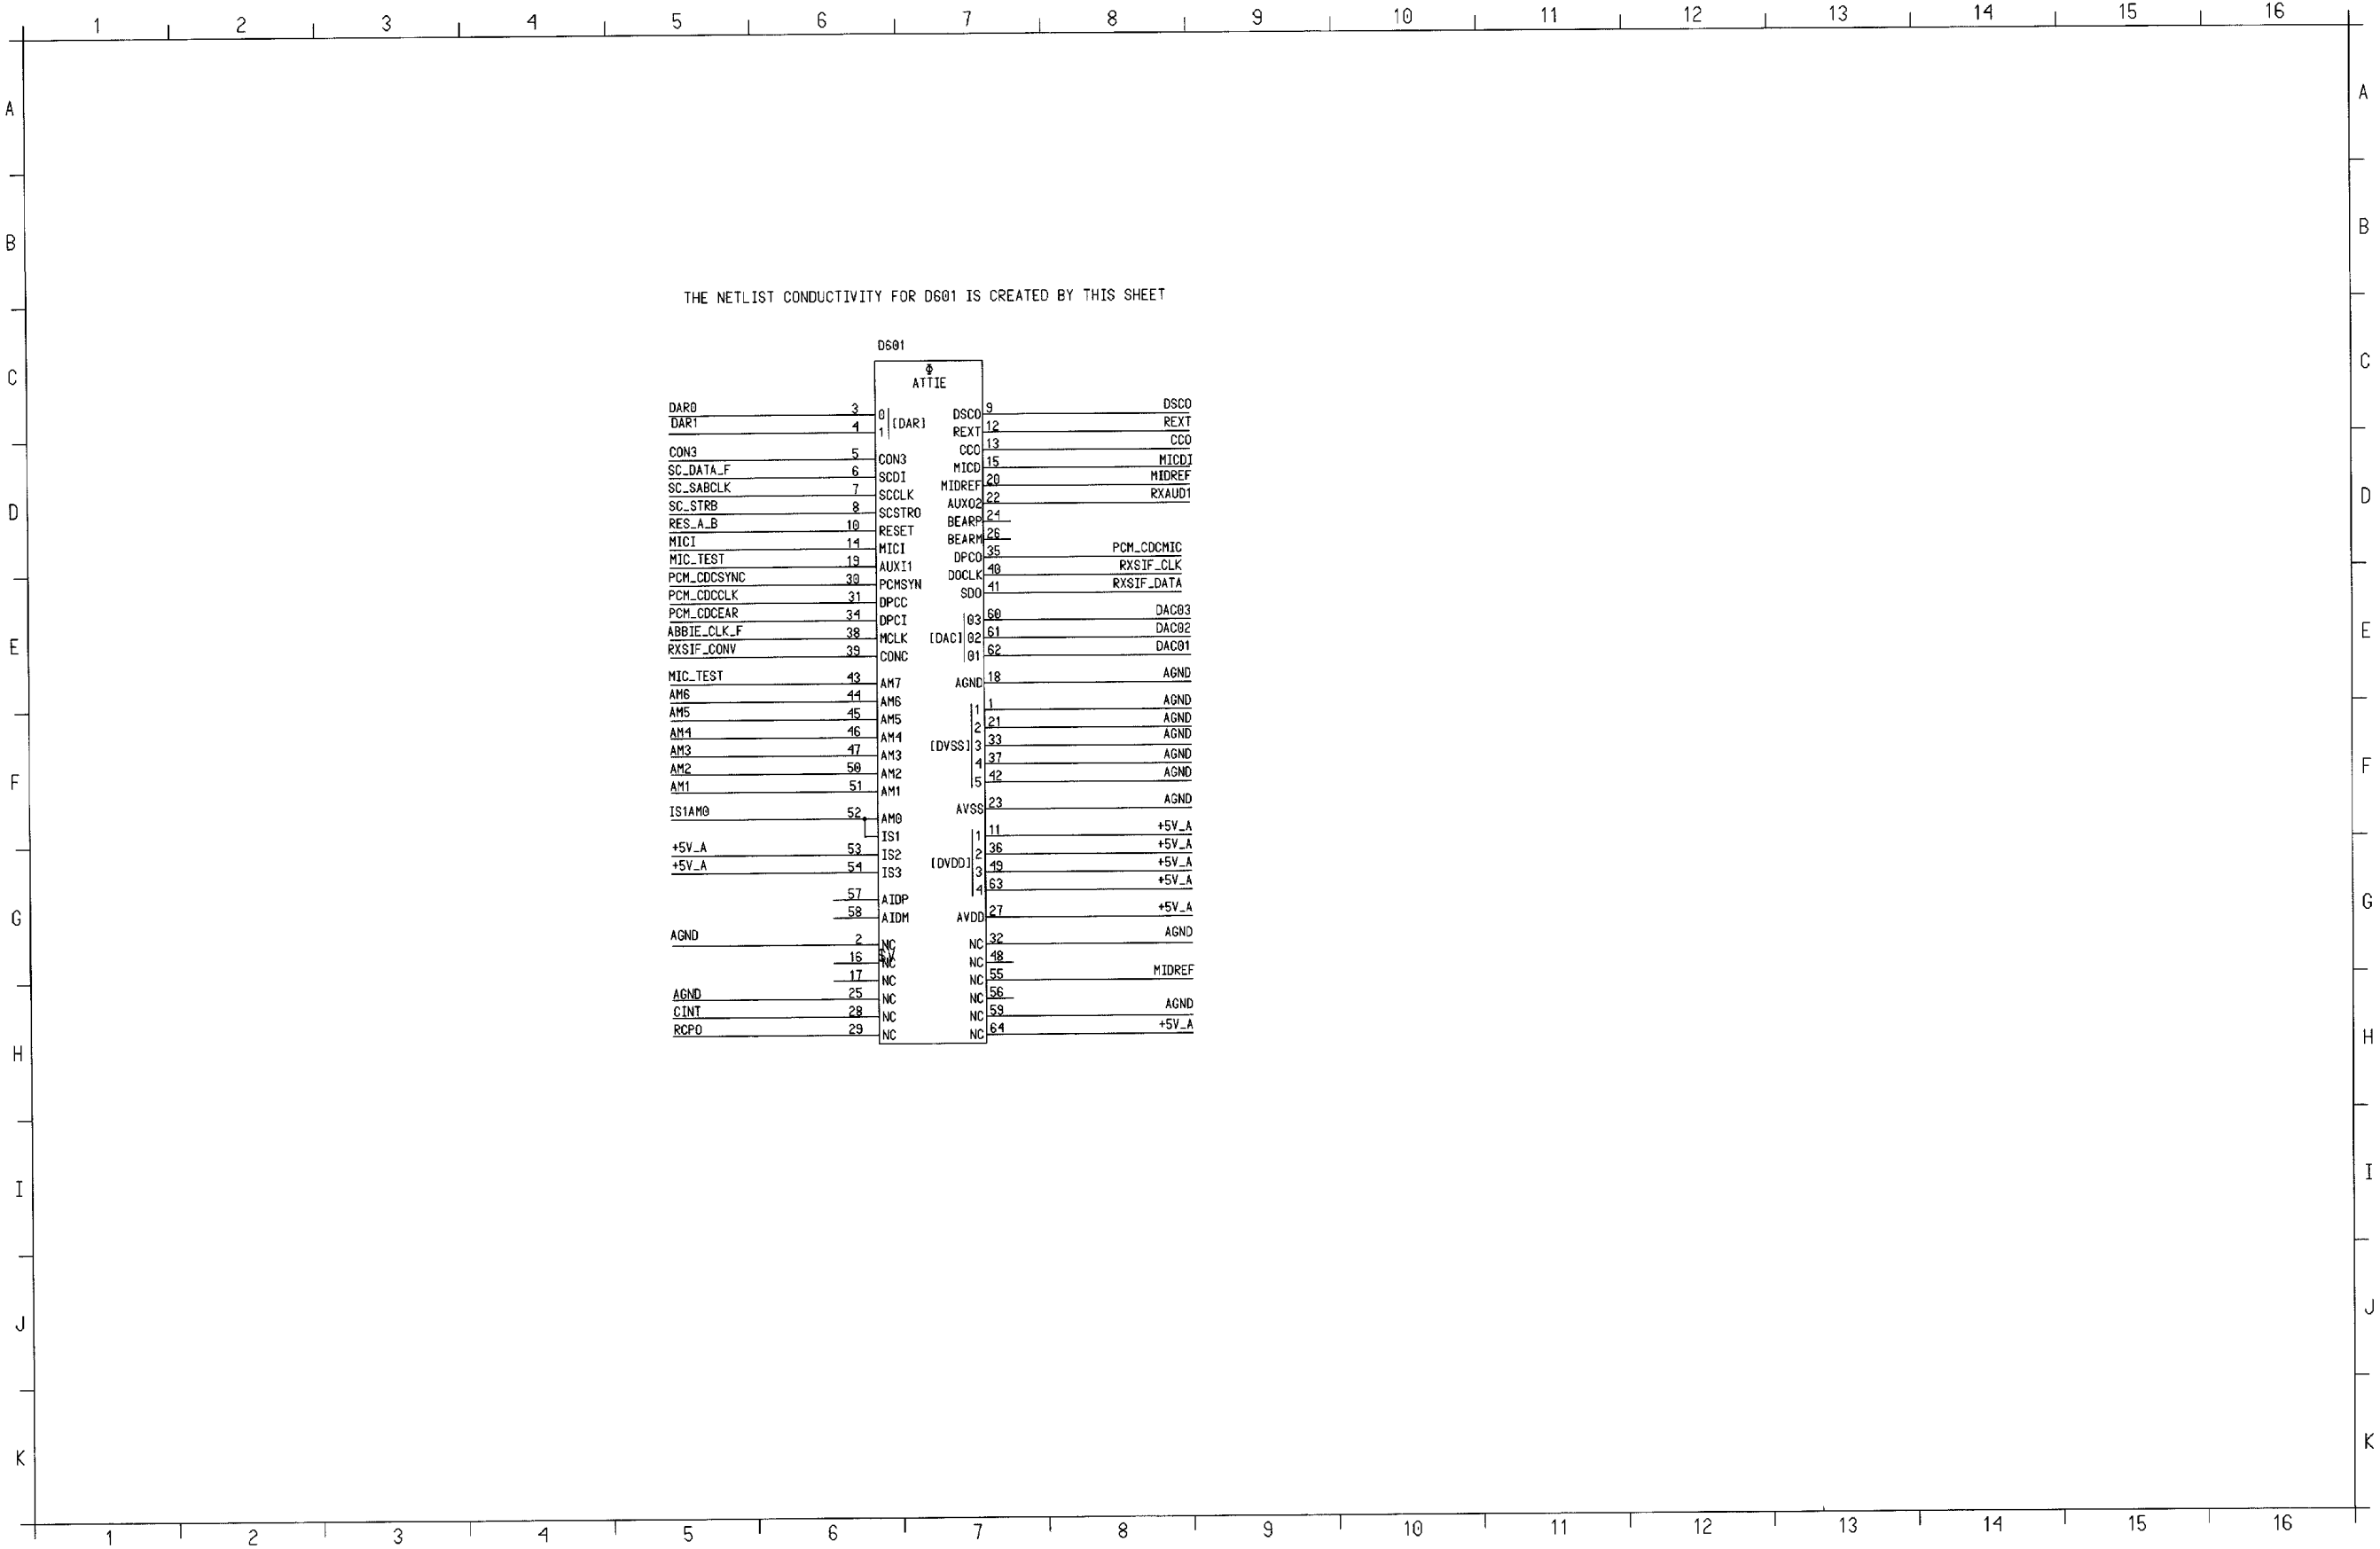 1 2 3 4 5 6 7 8 9 10 11 12 13 14 15 16
A A
B B
THE NETLIST CONDUCTIVITY FOR D601 IS CREATED BY THIS SHEET
D601
C C
Φ
ATTIE
DAR0 3 0 [DAR] DSCO 9 DSCO
DAR1 4 1 REXT 12 REXT
CCO 13 CCO
CON3 5 CON3 MICD 15 MICDI
SC_DATA_F 6 SCDI MIDREF 20 MIDREF
SC_SABCLK 7 SCCLK AUXO2 22 RXAUD1
D D
SC_STRB 8 SCSTRO BEARP 24
RES_A_B 10 RESET BEARM 26
MICI 14 MICI DPCO 35 PCM_CDCMIC
MIC_TEST 19 AUXI1 DOCLK 40 RXSIF_CLK
PCM_CDCSYNC 30 PCMSYN SDO 41 RXSIF_DATA
PCM_CDCCLK 31 DPCC
PCM_CDCEAR 34 DPCI 03 60 DAC03
ABBIE_CLK_F 38 MCLK [DAC] 02 61 DAC02
E E
RXSIF_CONV 39 CONC 01 62 DAC01
MIC_TEST 43 AM7 AGND 18 AGND
AM6 44 AM6 1 1 AGND
AM5 45 AM5 2 21 AGND
AM4 46 AM4 [DVSS] 3 33 AGND
AM3 47 AM3 4 37 AGND
AM2 50 AM2 5 42 AGND
F F
AM1 51 AM1
IS1AM0 52 AM0 AVSS 23 AGND
IS1 1 11 +5V_A
+5V_A 53 IS2 2 36 +5V_A
+5V_A 54 IS3 [DVDD] 3 49 +5V_A
4 63 +5V_A
57 AIDP
G G
58 AIDM AVDD 27 +5V_A
AGND 2 NC NC 32 AGND
16 NC NC 48
17 NC NC 55 MIDREF
AGND 25 NC NC 56
CINT 28 NC NC 59 AGND
RCPO 29 NC NC 64 +5V_A
H H
I I
J J
K K
1 2 3 4 5 6 7 8 9 10 11 12 13 14 15 16